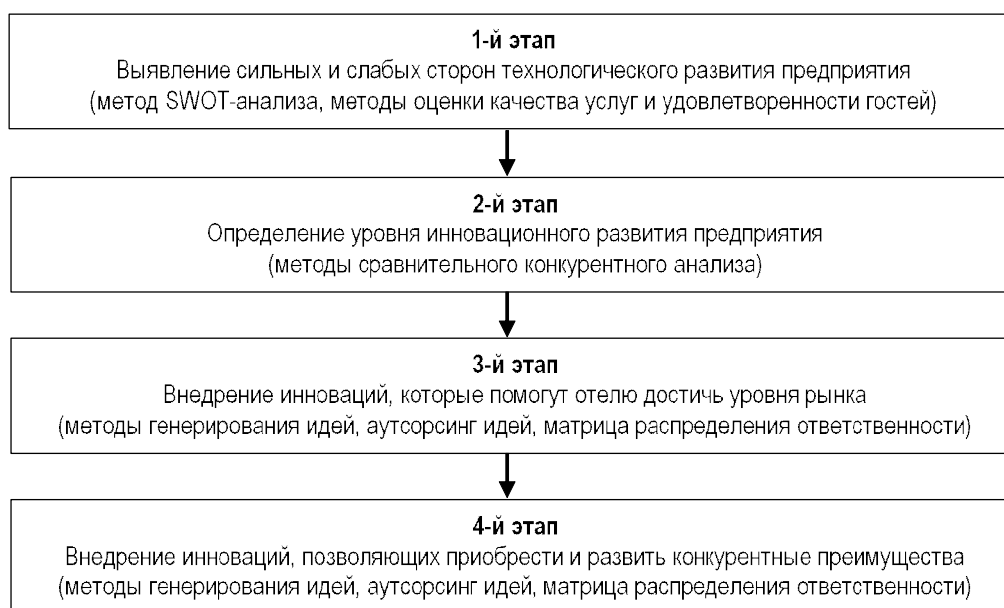 1-й этап
Выявление сильных и слабых сторон технологического развития предприятия
(метод SWOT-анализа, методы оценки качества услуг и удовлетворенности гостей)
2-й этап
Определение уровня инновационного развития предприятия
(методы сравнительного конкурентного анализа)
3-й этап
Внедрение инноваций, которые помогут отелю достичь уровня рынка
(методы генерирования идей, аутсорсинг идей, матрица распределения ответственности)
4-й этап
Внедрение инноваций, позволяющих приобрести и развить конкурентные преимущества
(методы генерирования идей, аутсорсинг идей, матрица распределения ответственности)